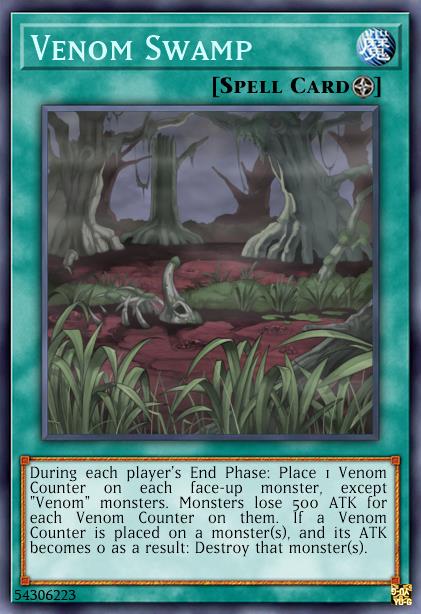 Venom Swamp
魔
[Spell Card]
During each player's End Phase: Place 1 Venom
Counter on each face-up monster, except
"Venom" monsters. Monsters lose 500 ATK for
each Venom Counter on them. If a Venom
Counter is placed on a monster(s), and its ATK
becomes 0 as a result: Destroy that monster(s).
54306223